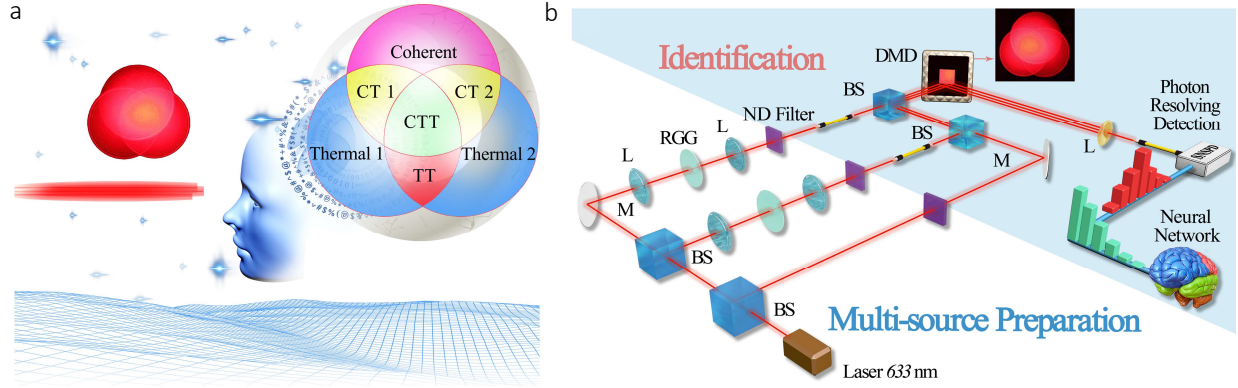 a
Coherent
CT 1
CT 2
CTT
Thermal 1
Thermal 2
TT
b
Identification
DMD
BS
Photon
Resolving
Detection
ND Filter
BS
L
RGG
L
M
L
SNSPD
M
BS
Neural
Network
BS
Multi-source Preparation
Laser 633 nm